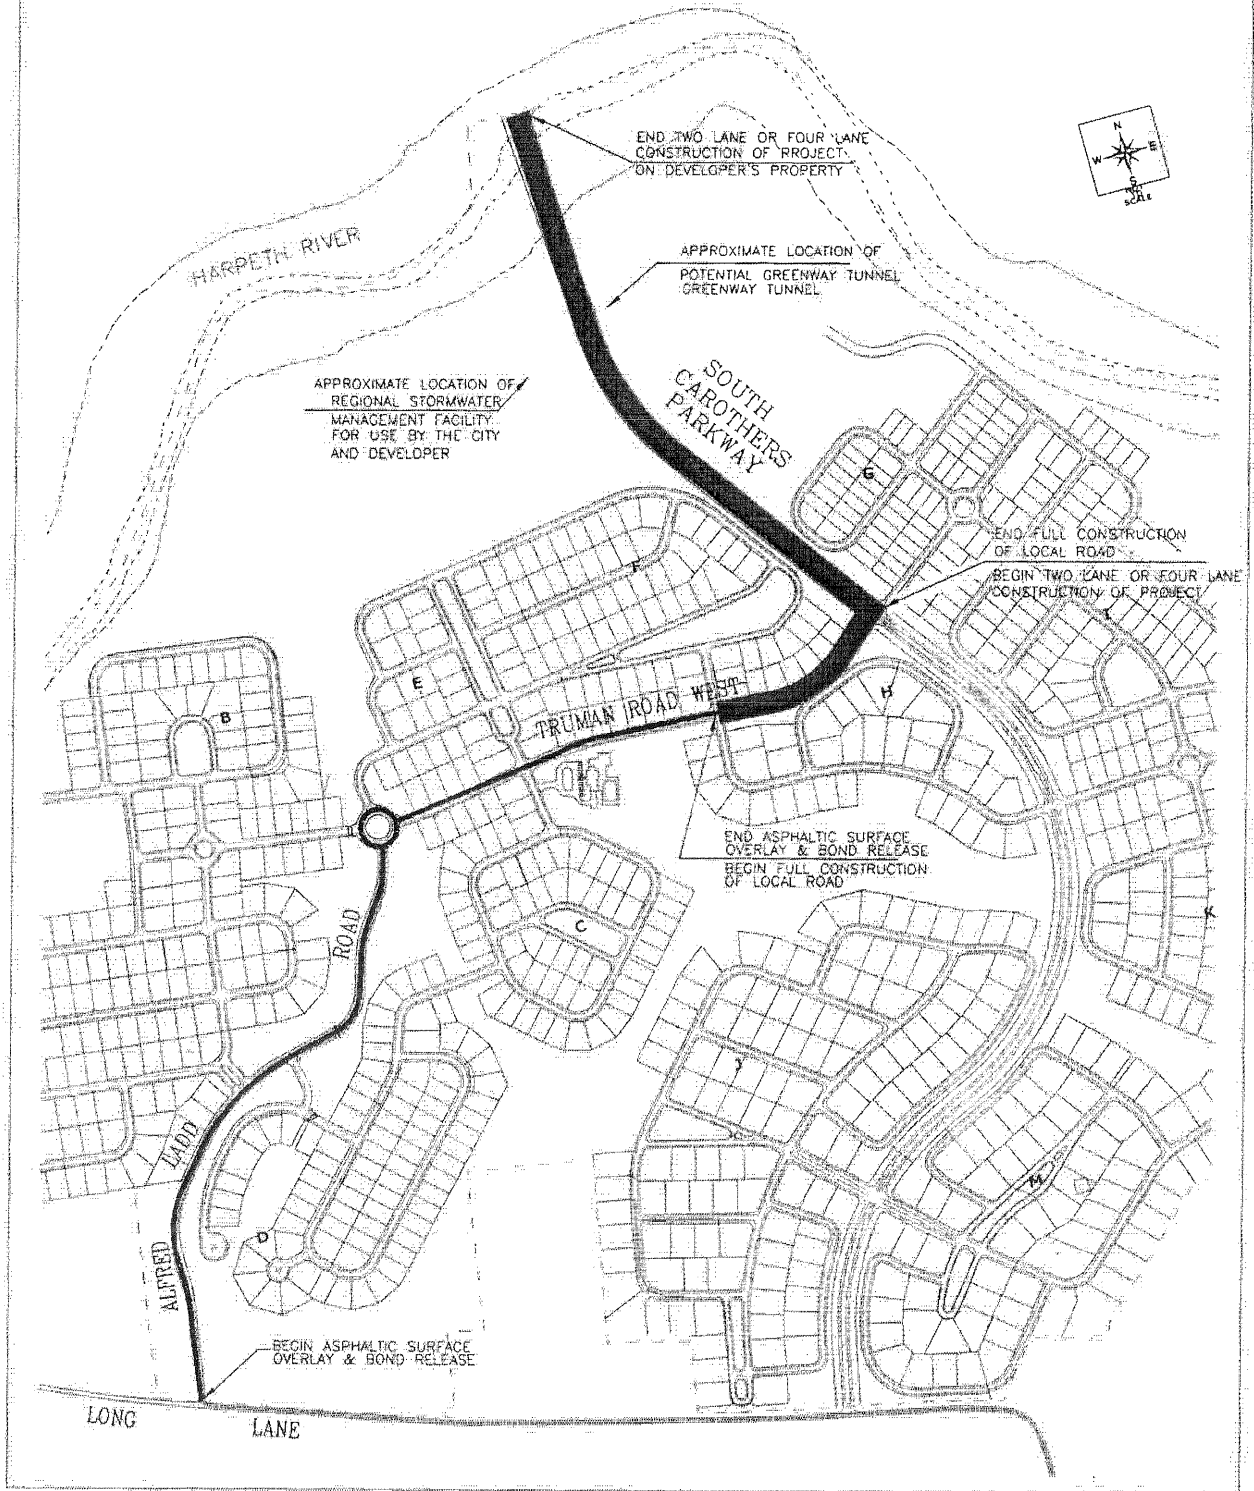 END TWO LANE OR FOUR LANE
CONSTRUCTION OF PROJECT
ON DEVELOPER'S PROPERTY
N
W
E
S
SCALE
HARPETH RIVER
APPROXIMATE LOCATION OF
POTENTIAL GREENWAY TUNNEL
GREENWAY TUNNEL
APPROXIMATE LOCATION OF
REGIONAL STORMWATER
MANAGEMENT FACILITY
FOR USE BY THE CITY
AND DEVELOPER
SOUTH
CAROTHERS
PARKWAY
G
END FULL CONSTRUCTION
OF LOCAL ROAD
BEGIN TWO LANE OR FOUR LANE
CONSTRUCTION OF PROJECT
F
I
E
H
B
TRUMAN ROAD WEST
END ASPHALTIC SURFACE
OVERLAY & BOND RELEASE
BEGIN FULL CONSTRUCTION
OF LOCAL ROAD
C
K
ROAD
LADD
ALFRED
J
M
D
BEGIN ASPHALTIC SURFACE
OVERLAY & BOND RELEASE
LONG
LANE